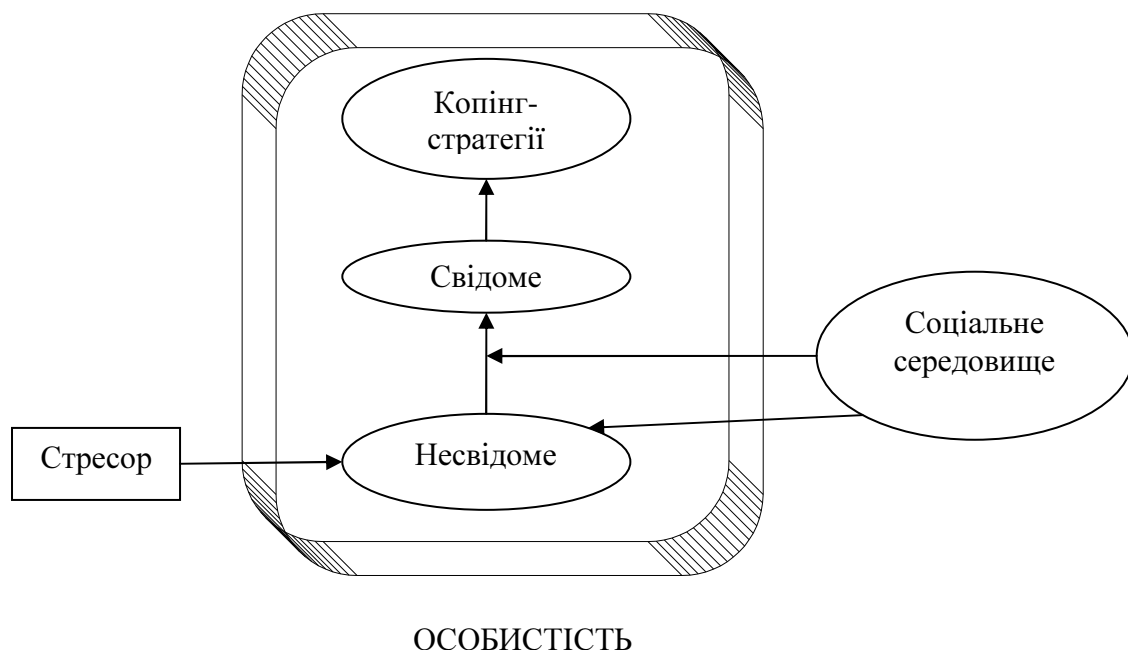 Копінг-
стратегії
Свідоме
Соціальне
середовище
Несвідоме
Стресор
ОСОБИСТІСТЬ